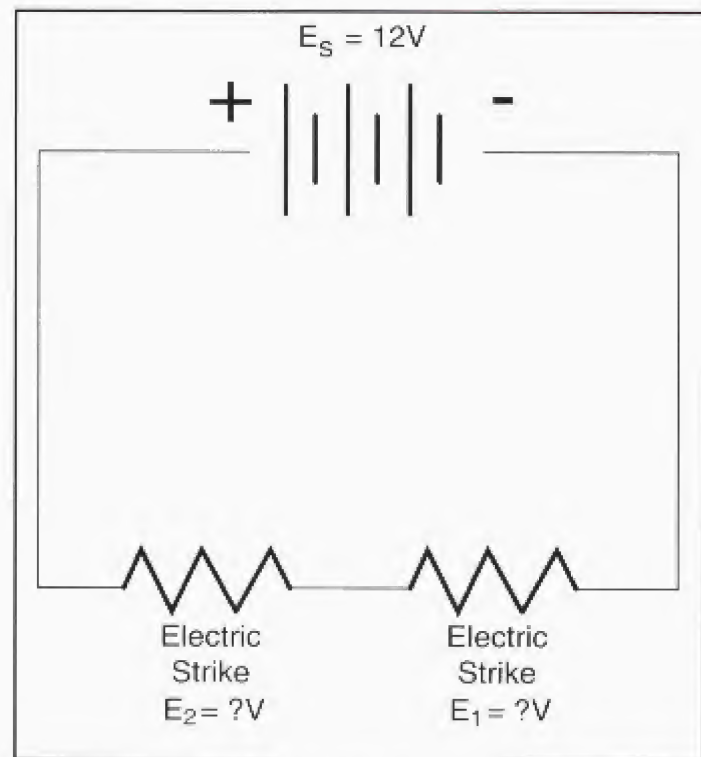 E_S = 12V
+ -
Electric
Strike
E_2 = ?V
Electric
Strike
E_1 = ?V